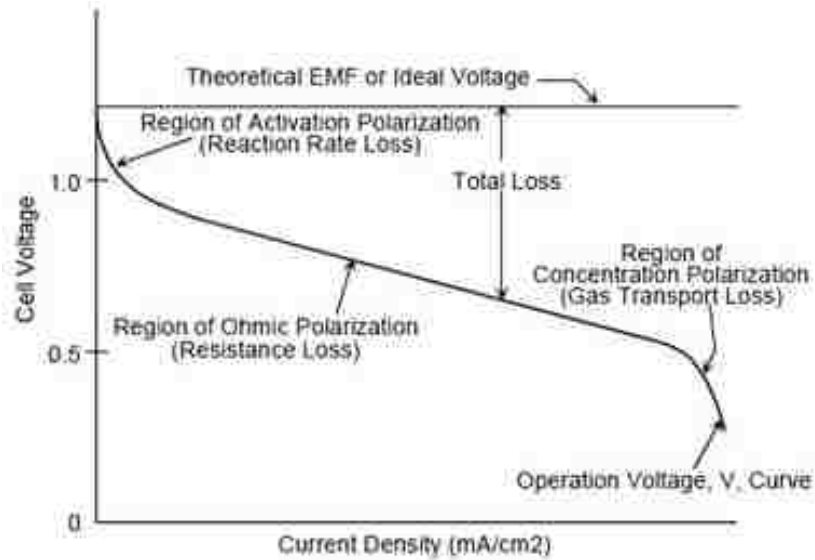 Theoretical EMF or Ideal Voltage
Region of Activation Polarization
(Reaction Rate Loss)
Total Loss
1.0
Region of
Concentration Polarization
(Gas Transport Loss)
Cell Voltage
Region of Ohmic Polarization
(Resistance Loss)
0.5
Operation Voltage, V, Curve
0
Current Density (mA/cm2)